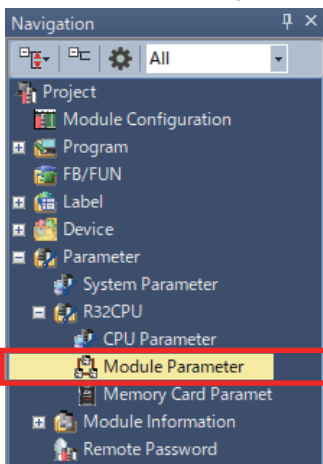 Navigation
All
Project
Module Configuration
Program
FB/FUN
Label
Device
Parameter
System Parameter
R32CPU
CPU Parameter
Module Parameter
Memory Card Paramet
Module Information
Remote Password